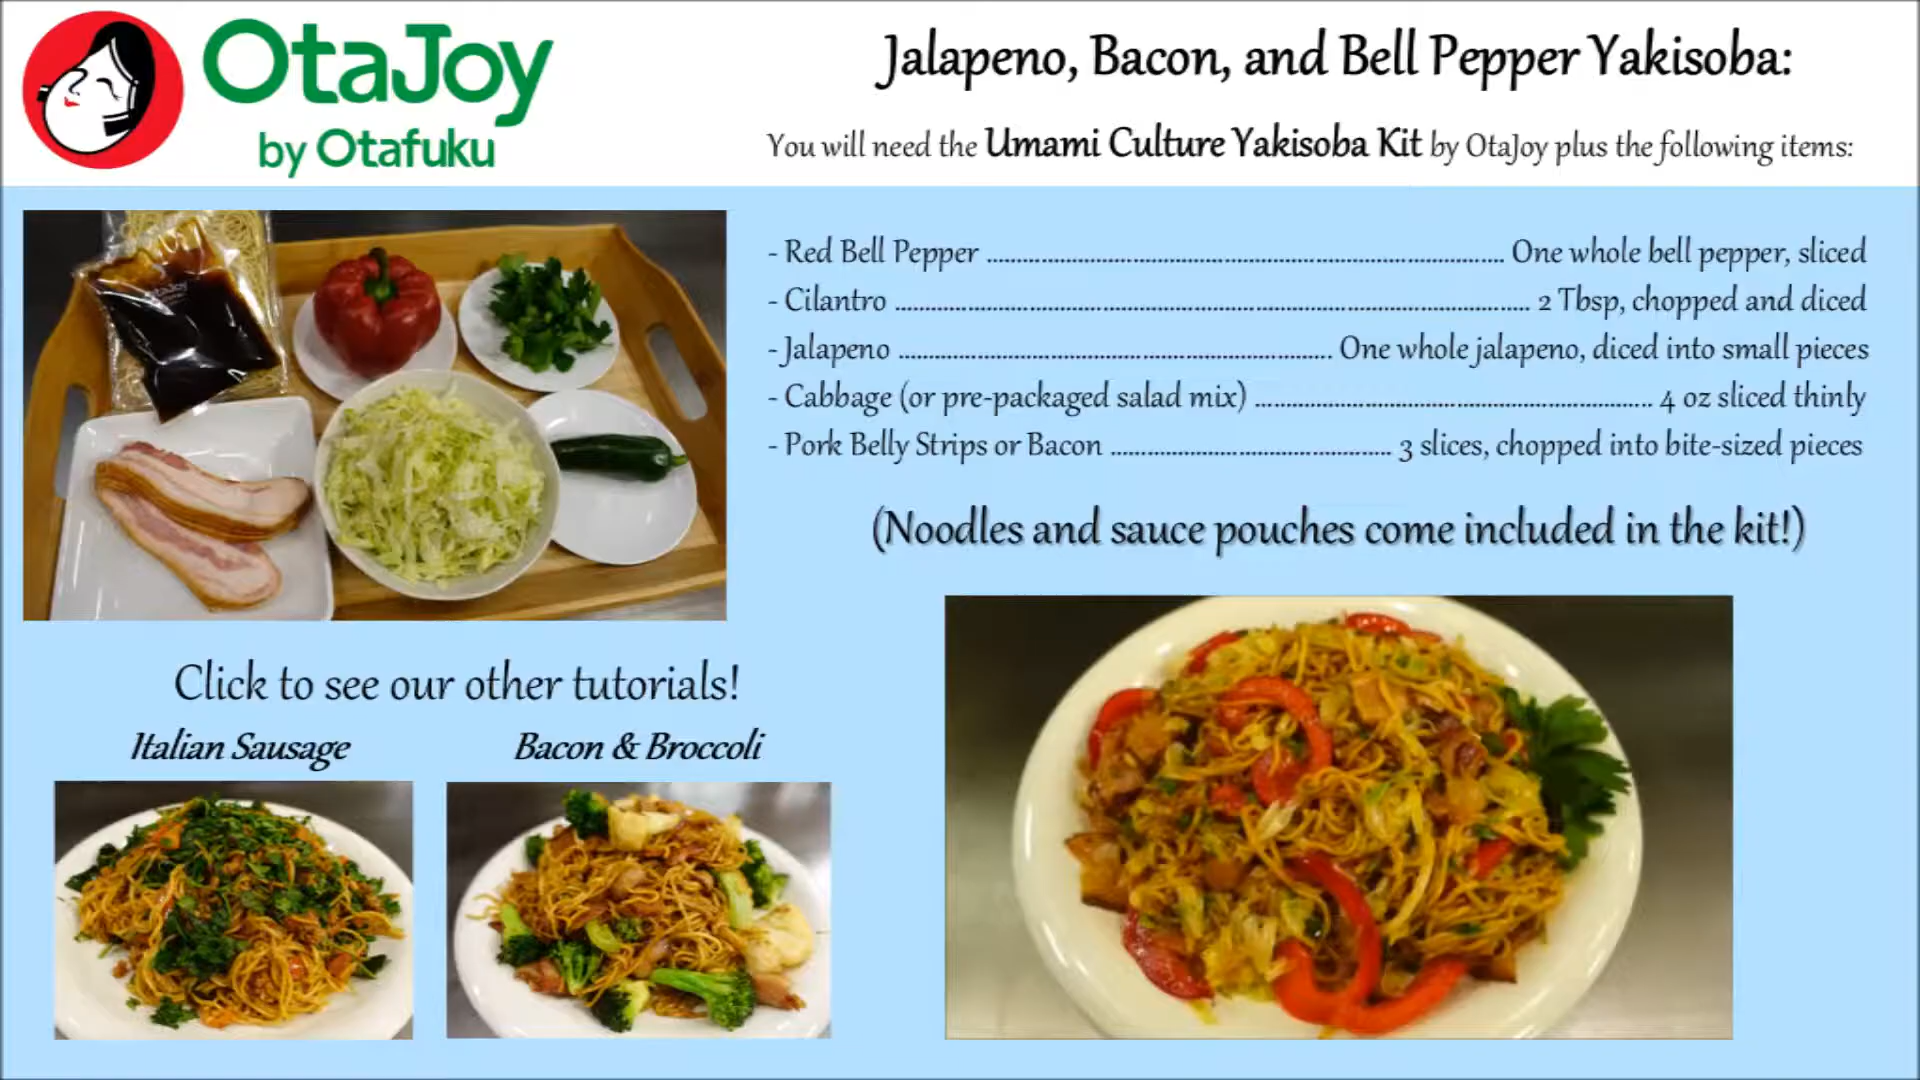 OtaJoy
by Otafuku
Jalapeno, Bacon, and Bell Pepper Yakisoba:
You will need the Umami Culture Yakisoba Kit by OtaJoy plus the following items:
- Red Bell Pepper ........................................ One whole bell pepper, sliced
- Cilantro ........................................ 2 Tbsp, chopped and diced
- Jalapeno ........................................ One whole jalapeno, diced into small pieces
- Cabbage (or pre-packaged salad mix) ........................................ 4 oz sliced thinly
- Pork Belly Strips or Bacon ........................................ 3 slices, chopped into bite-sized pieces
(Noodles and sauce pouches come included in the kit!)
OtaJoy
Click to see our other tutorials!
Italian Sausage
Bacon & Broccoli